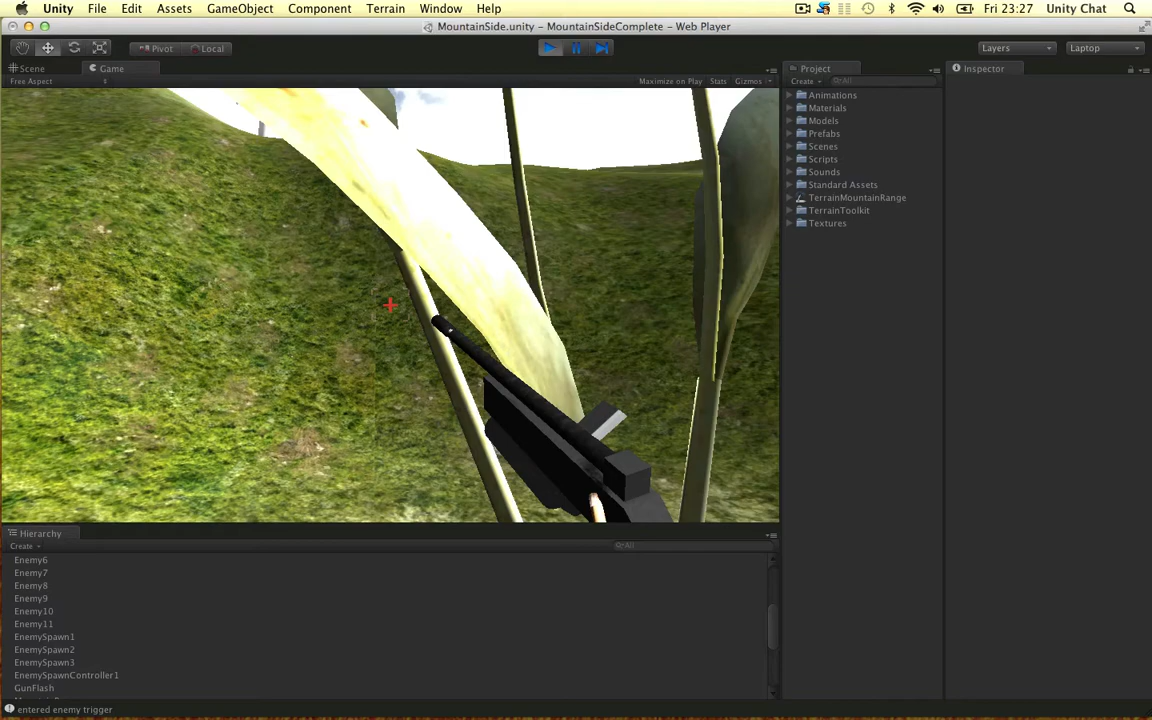 Unity File Edit Assets GameObject Component Terrain Window Help Fri 23:27 Unity Chat
MountainSide.unity – MountainSideComplete – Web Player
Pivot Local Layers Laptop
Scene Game Project Inspector
Free Aspect Maximize on Play Stats Gizmos Create All
Animations
Materials
Models
Prefabs
Scenes
Scripts
Sounds
Standard Assets
TerrainMountainRange
TerrainToolkit
Textures
Hierarchy
Create All
Enemy6
Enemy7
Enemy8
Enemy9
Enemy10
Enemy11
EnemySpawn1
EnemySpawn2
EnemySpawn3
EnemySpawnController1
GunFlash
entered enemy trigger